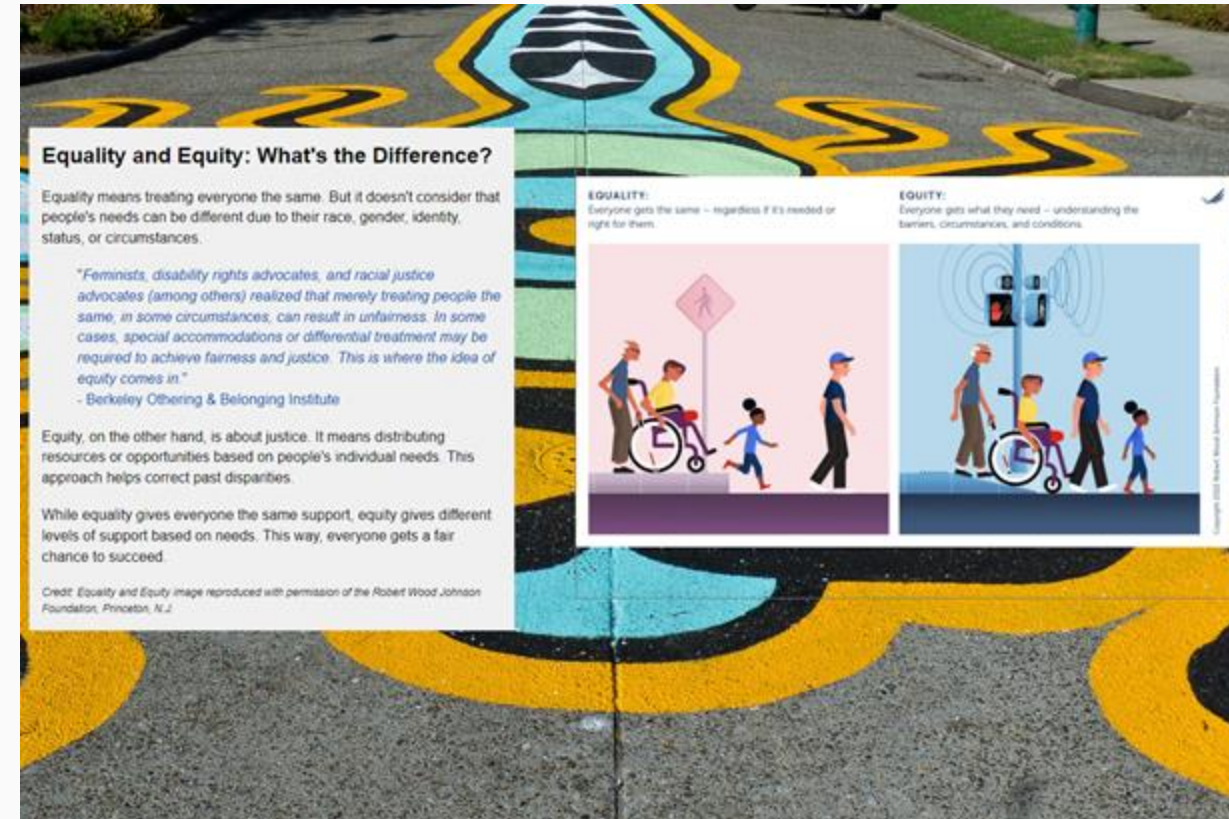 Equality and Equity: What's the Difference?
Equality means treating everyone the same. But it doesn't consider that
people's needs can be different due to their race, gender, identity,
status, or circumstances.
"Feminists, disability rights advocates, and racial justice
advocates (among others) realized that merely treating people the
same, in some circumstances, can result in unfairness. In some
cases, special accommodations or differential treatment may be
required to achieve fairness and justice. This is where the idea of
equity comes in."
- Berkeley Othering & Belonging Institute
Equity, on the other hand, is about justice. It means distributing
resources or opportunities based on people's individual needs. This
approach helps correct past disparities.
While equality gives everyone the same support, equity gives different
levels of support based on needs. This way, everyone gets a fair
chance to succeed.
Credit: Equality and Equity image reproduced with permission of the Robert Wood Johnson
Foundation, Princeton, N.J.
EQUALITY:
Everyone gets the same – regardless if it's needed or
right for them.
EQUITY:
Everyone gets what they need – understanding the
barriers, circumstances, and conditions.
Robert Wood Johnson Foundation